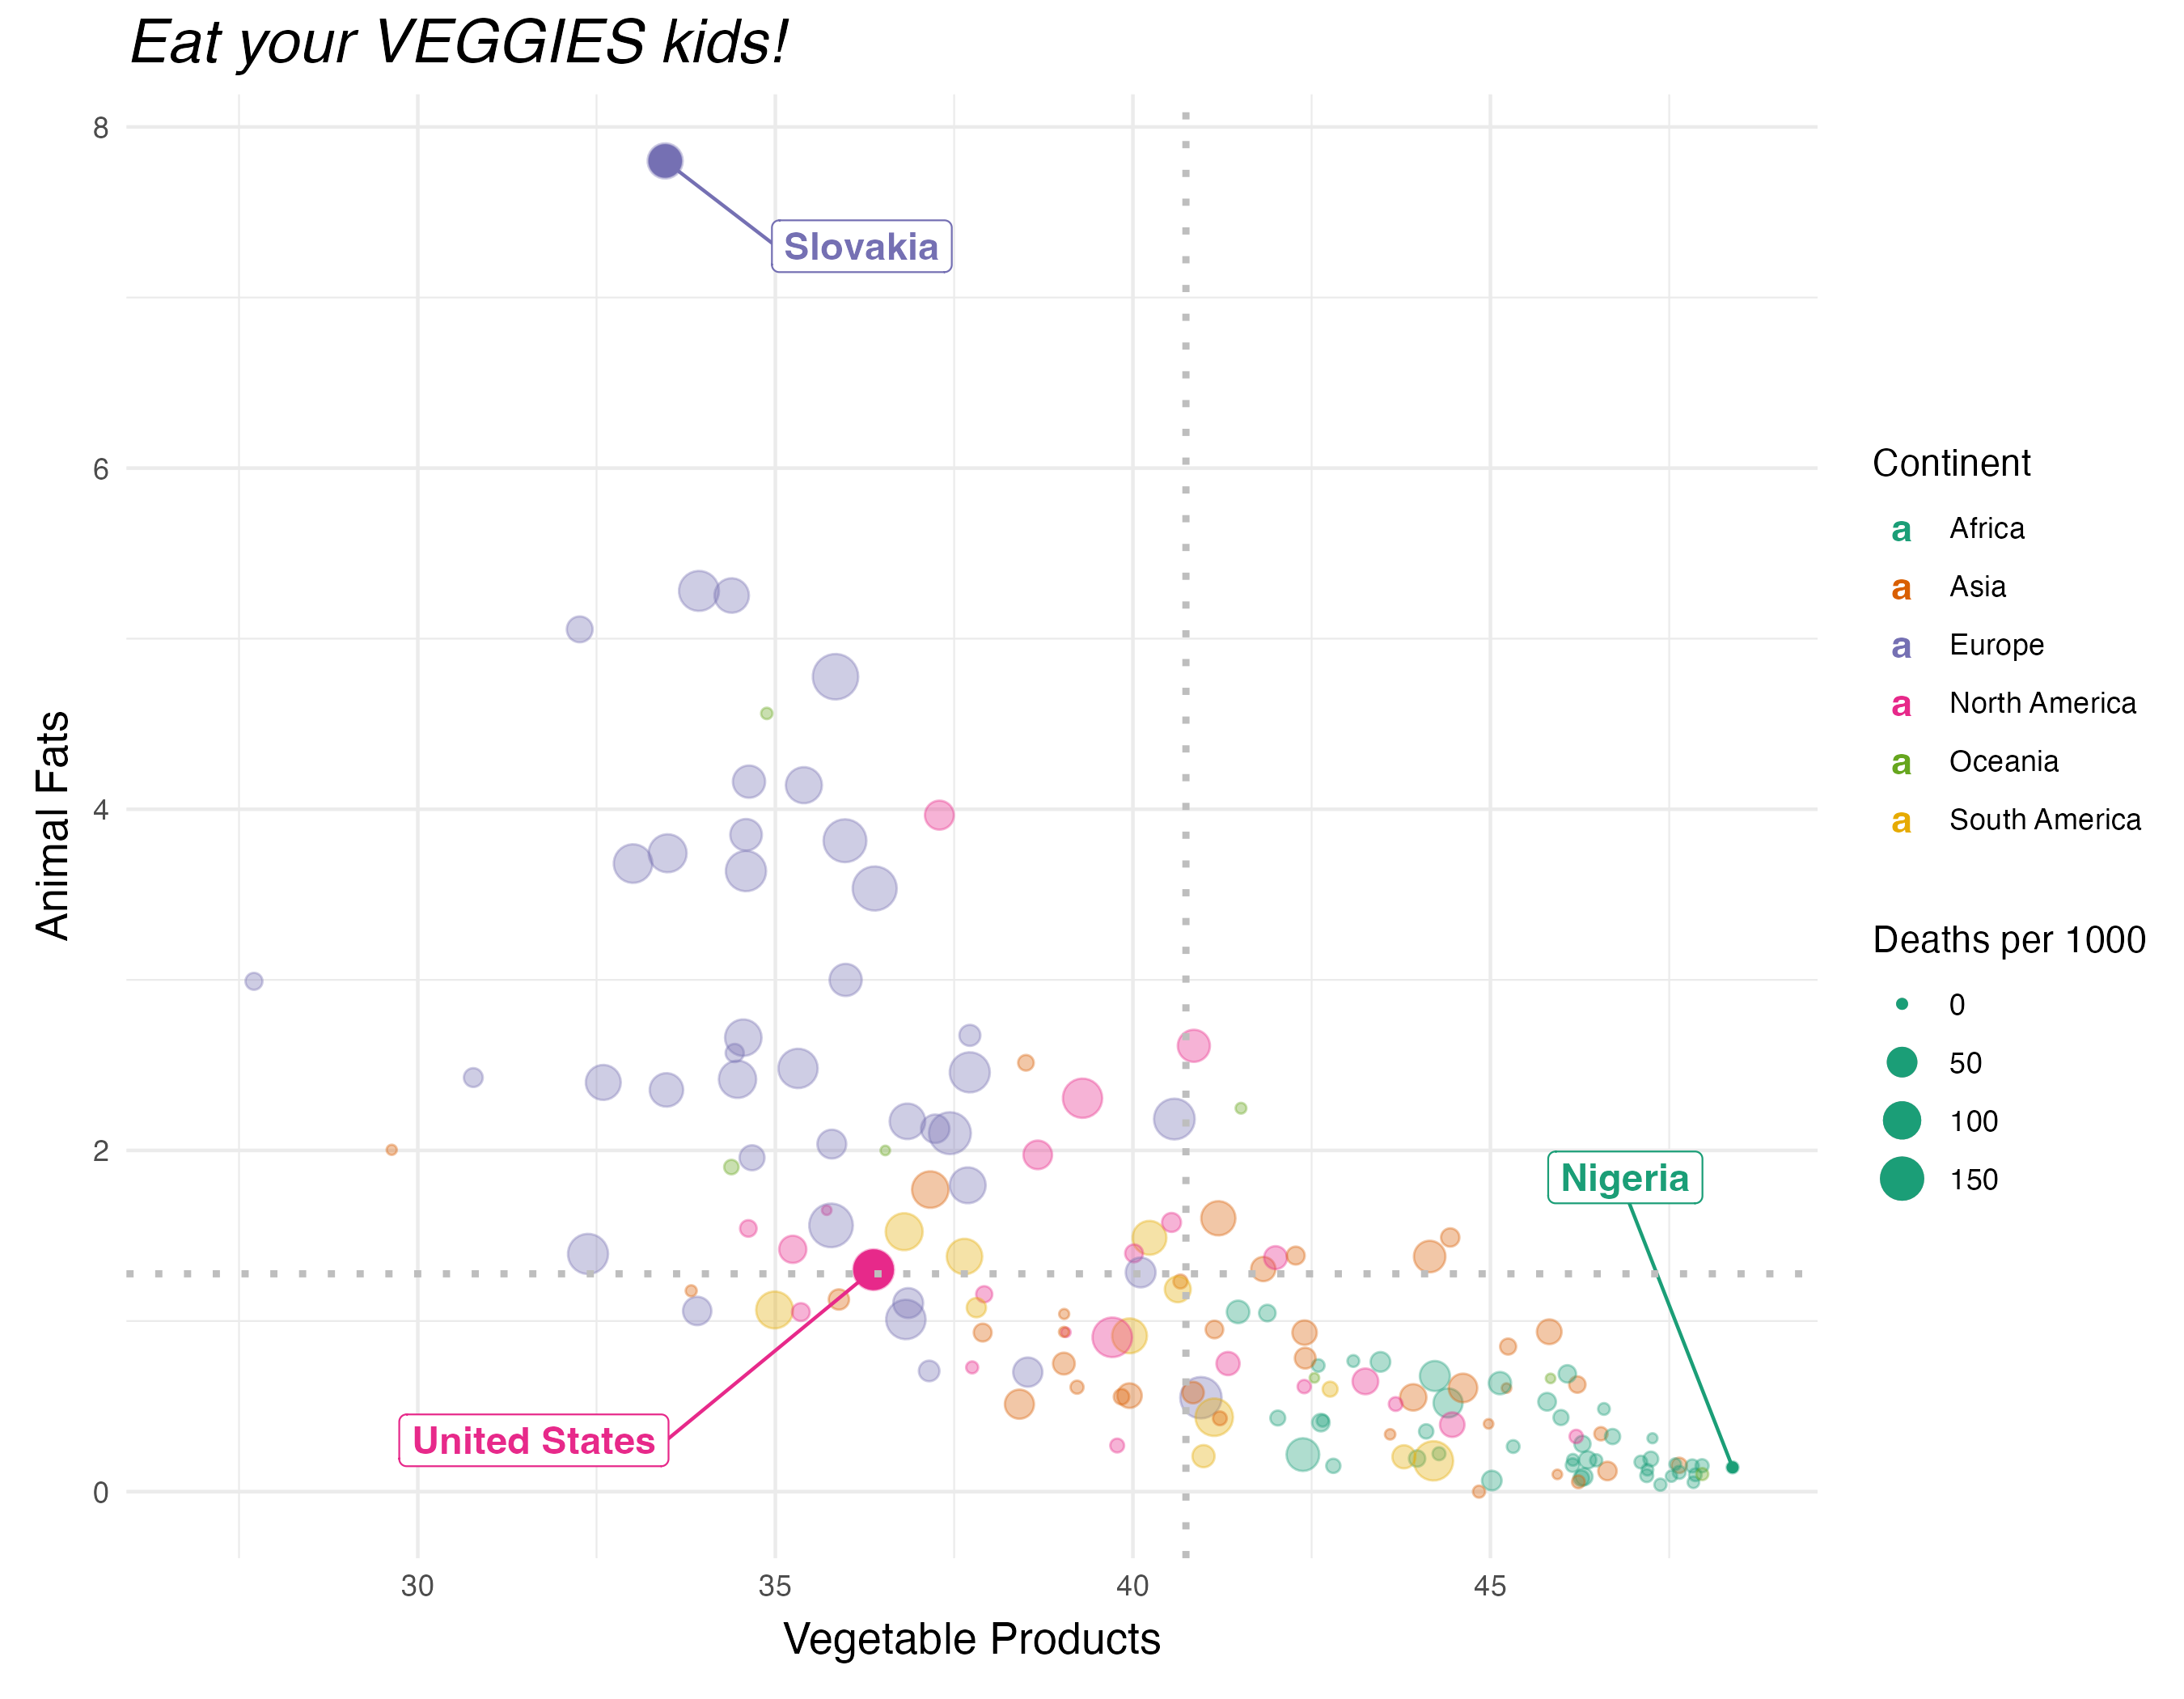 Eat your VEGGIES kids!
8
6
4
2
0
Animal Fats
Slovakia
United States
Nigeria
30
35
40
45
Vegetable Products
Continent
a Africa
a Asia
a Europe
a North America
a Oceania
a South America
Deaths per 1000
0
50
100
150